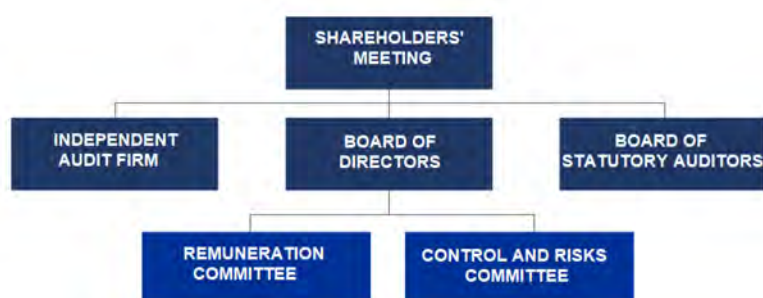 SHAREHOLDERS'
MEETING
INDEPENDENT
AUDIT FIRM
BOARD OF
DIRECTORS
BOARD OF
STATUTORY AUDITORS
REMUNERATION
COMMITTEE
CONTROL AND RISKS
COMMITTEE